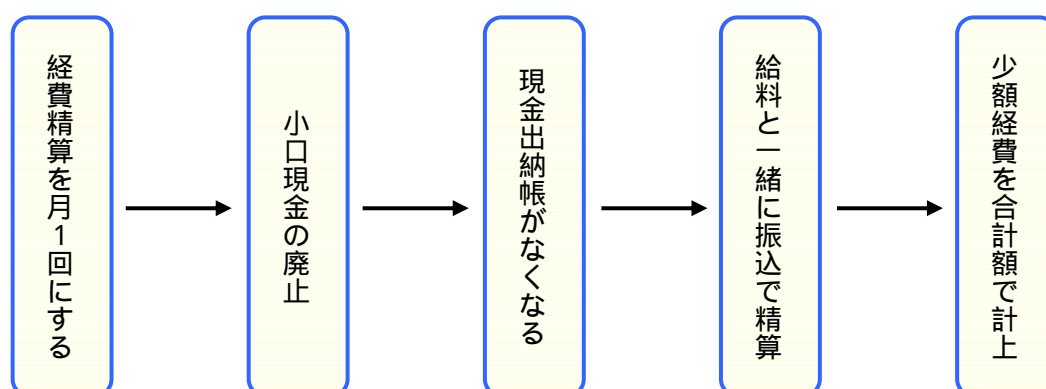 経費精算を月１回にする
小口現金の廃止
現金出納帳がなくなる
給料と一緒に振込で精算
少額経費を合計額で計上